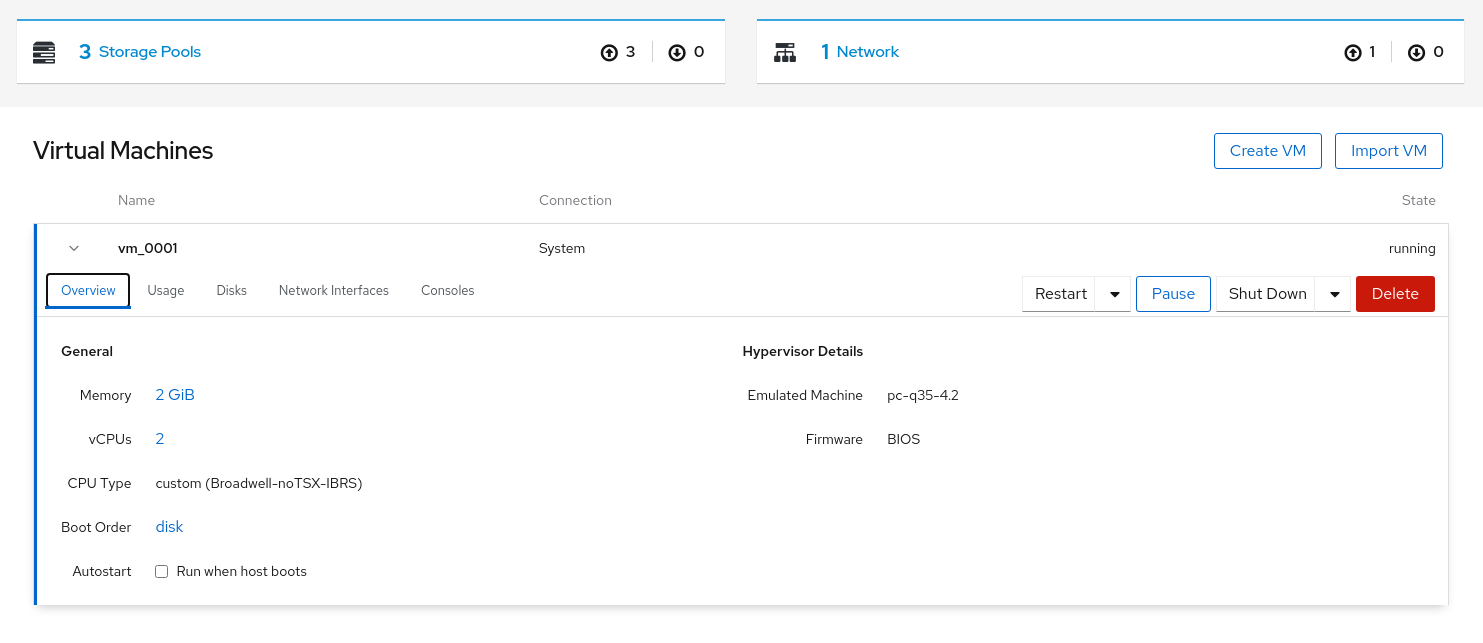 3 Storage Pools 3 0
1 Network 1 0
Virtual Machines Create VM Import VM
Name Connection State
vm_0001 System running
Overview Usage Disks Network Interfaces Consoles Restart Pause Shut Down Delete
General Hypervisor Details
Memory 2 GiB Emulated Machine pc-q35-4.2
vCPUs 2 Firmware BIOS
CPU Type custom (Broadwell-noTSX-IBRS)
Boot Order disk
Autostart Run when host boots